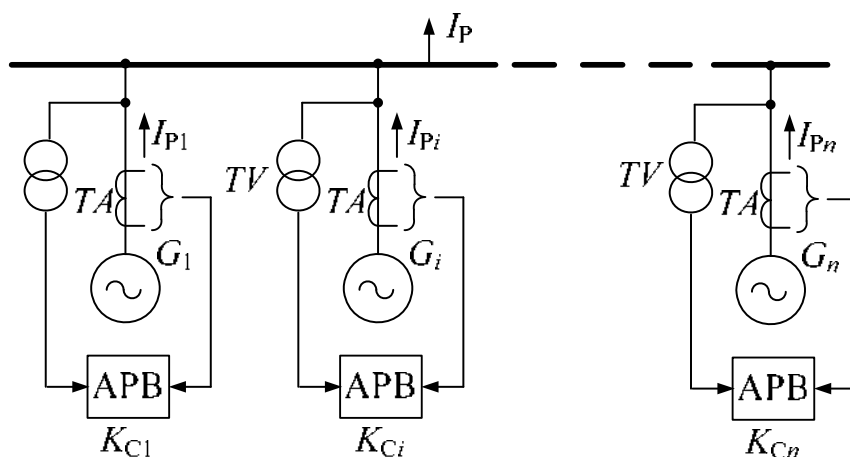 I_P
I_P1 I_Pi I_Pn
TA TV TA TV TA
G_1 G_i G_n
АРВ АРВ АРВ
K_C1 K_Ci K_Cn